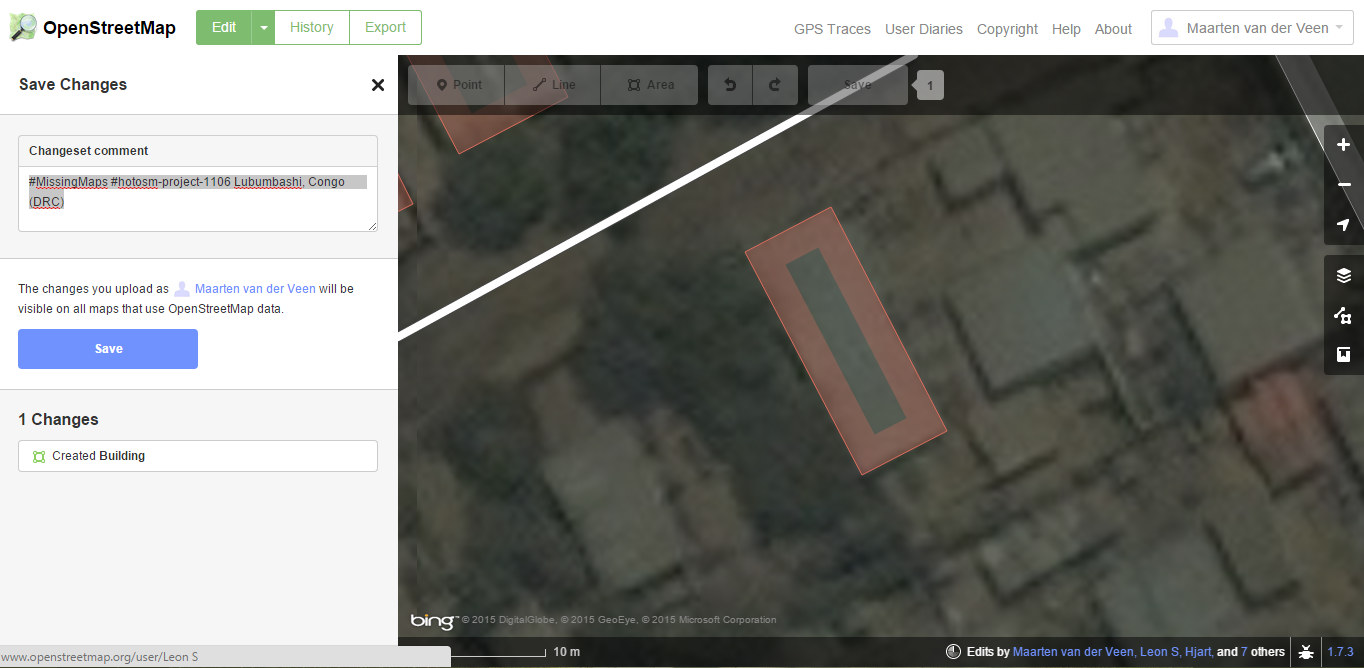 OpenStreetMap
Edit
History
Export
GPS Traces
User Diaries
Copyright
Help
About
Maarten van der Veen
Save Changes
Changeset comment
#MissingMaps #hotosm-project-1106 Lubumbashi, Congo
(DRC)
The changes you upload as Maarten van der Veen will be
visible on all maps that use OpenStreetMap data.
Save
1 Changes
Created Building
Point
Line
Area
Save
1
bing™ © 2015 DigitalGlobe, © 2015 GeoEye, © 2015 Microsoft Corporation
www.openstreetmap.org/user/Leon S
10 m
Edits by Maarten van der Veen, Leon S, Hjart, and 7 others
1.7.3